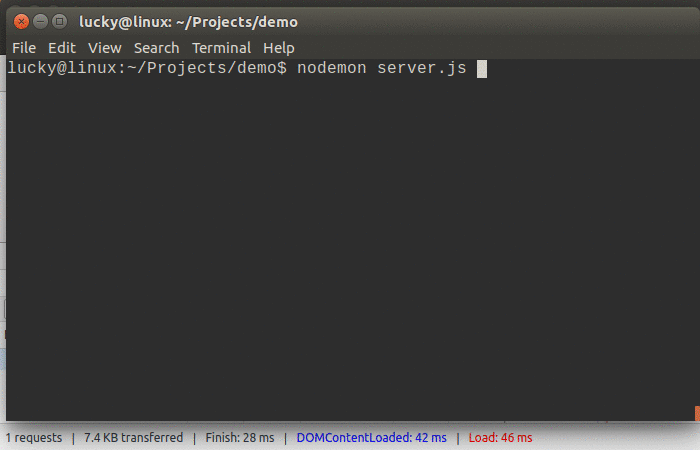 lucky@linux: ~/Projects/demo
File Edit View Search Terminal Help
lucky@linux:~/Projects/demo$ nodemon server.js
1 requests | 7.4 KB transferred | Finish: 28 ms | DOMContentLoaded: 42 ms | Load: 46 ms